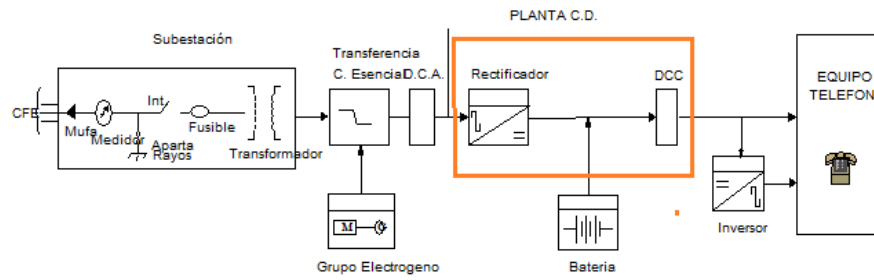 PLANTA C.D.
Subestación
Transferencia
C. Esencial
D.C.A.
Rectificador
DCC
EQUIPO
TELEFON
CFE
Mufa
Medidor
Int.
Fusible
Aparta
Rayos
Transformador
M
G
Grupo Electrogeno
Bateria
Inversor